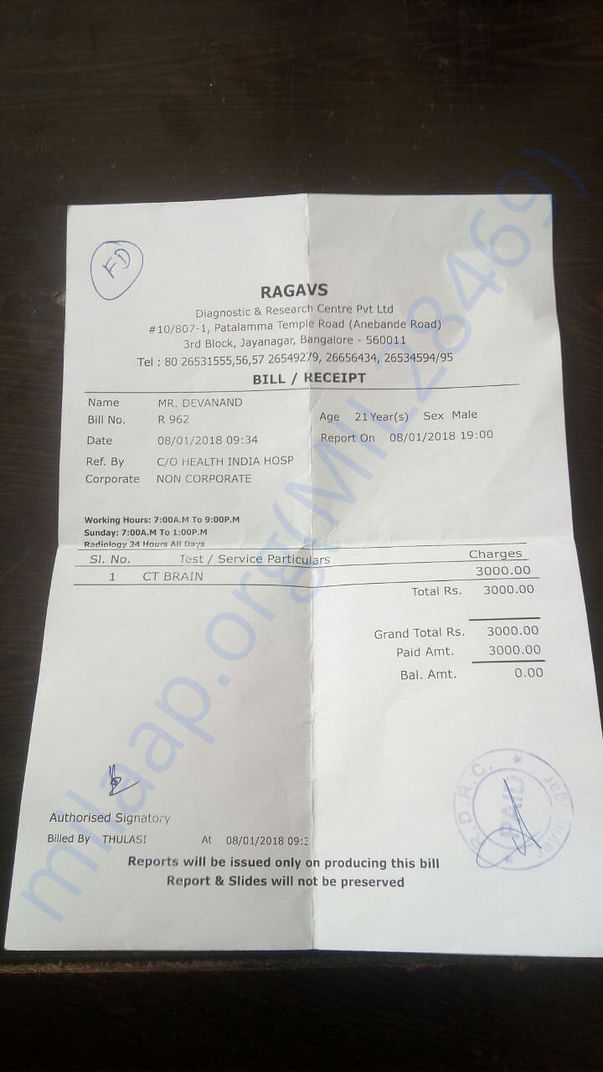 FD
RAGAVS
Diagnostic & Research Centre Pvt Ltd
#10/807-1, Patalamma Temple Road (Anebande Road)
3rd Block, Jayanagar, Bangalore - 560011
Tel : 80 26531555,56,57 26549279, 26656434, 26534594/95
BILL / RECEIPT
Name MR. DEVANAND
Bill No. R 962 Age 21 Year(s) Sex Male
Date 08/01/2018 09:34 Report On 08/01/2018 19:00
Ref. By C/O HEALTH INDIA HOSP
Corporate NON CORPORATE
Working Hours: 7:00A.M To 9:00P.M
Sunday: 7:00A.M To 1:00P.M
Radiology 24 Hours All Days
Sl. No. Test / Service Particulars Charges
1 CT BRAIN 3000.00
Total Rs. 3000.00
Grand Total Rs. 3000.00
Paid Amt. 3000.00
Bal. Amt. 0.00
R.D.R.C.
PAID
Authorised Signatory
Billed By THULASI At 08/01/2018 09:3
Reports will be issued only on producing this bill
Report & Slides will not be preserved
milaap.org(MIL28469)